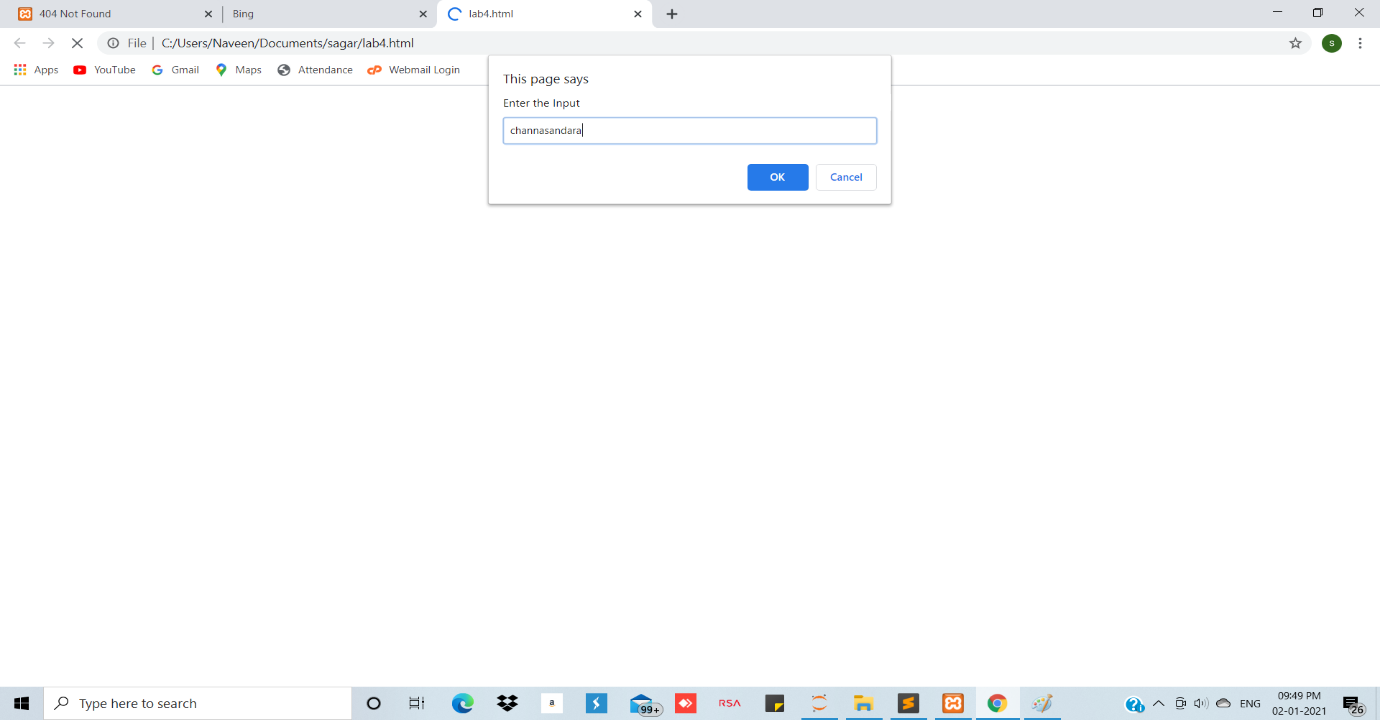 404 Not Found
Bing
lab4.html
File | C:/Users/Naveen/Documents/sagar/lab4.html
s
Apps
YouTube
Gmail
Maps
Attendance
Webmail Login
This page says
Enter the Input
channasandara
OK
Cancel
Type here to search
a
99+
RSA
ENG
09:49 PM
02-01-2021
26